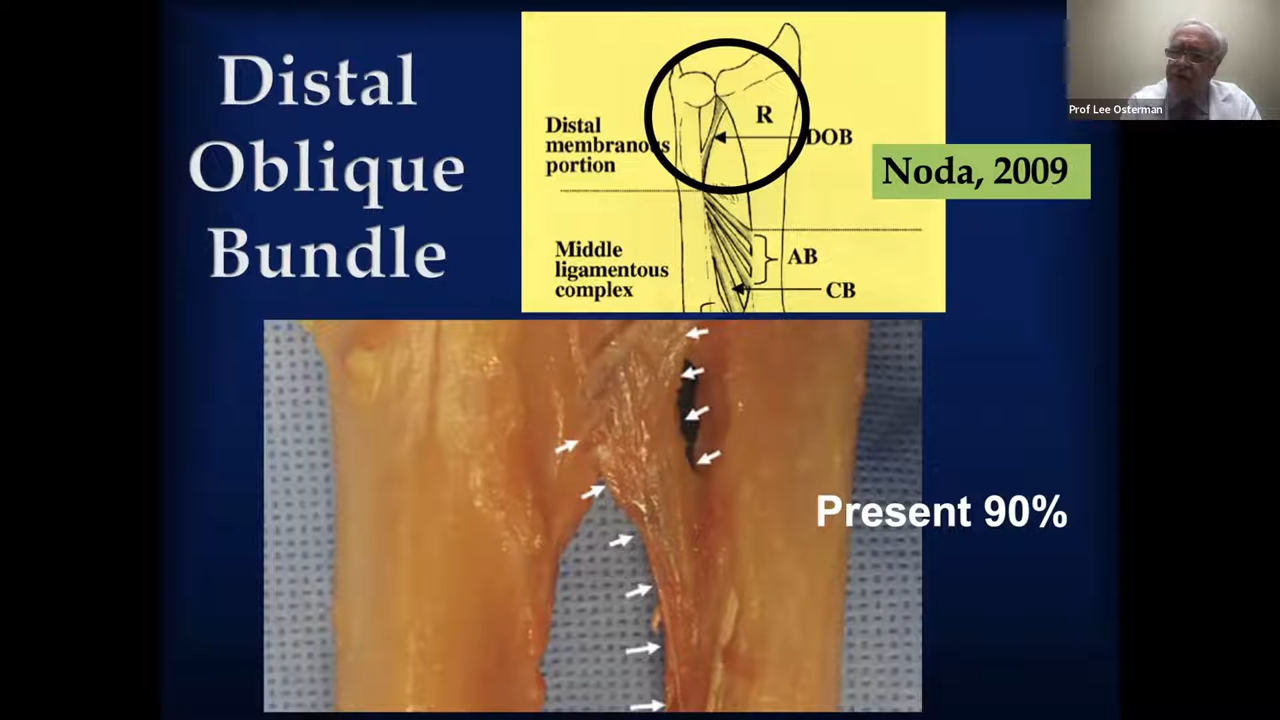 Distal
Oblique
Bundle
Distal
membranous
portion
R
DOB
Middle
ligamentous
complex
AB
CB
Noda, 2009
Prof Lee Osterman
Present 90%